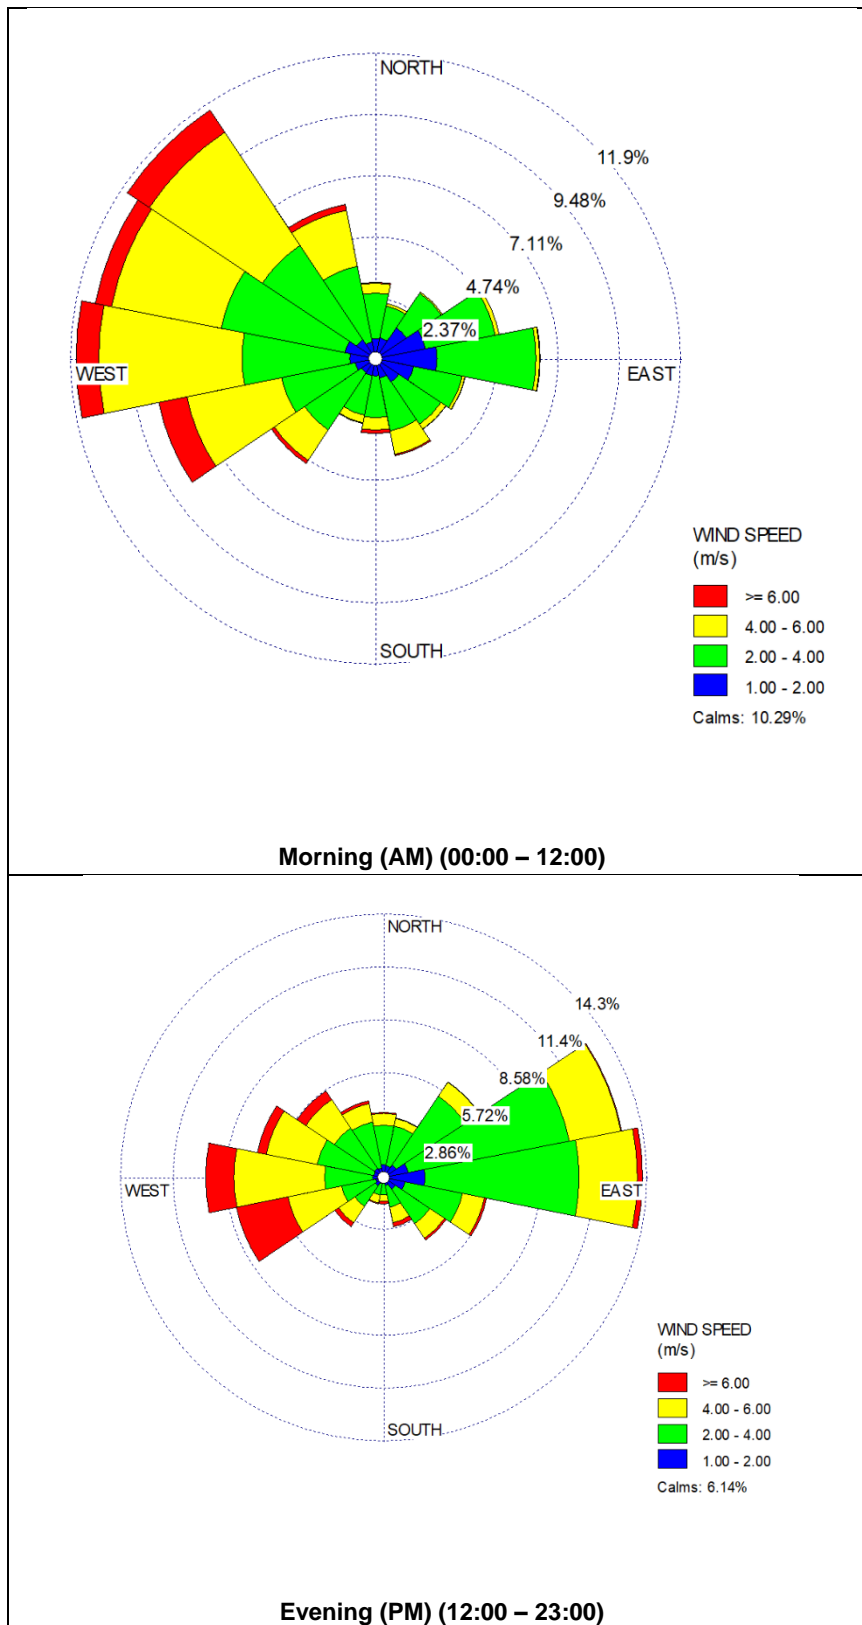 NORTH
11.9%
9.48%
7.11%
4.74%
2.37%
WEST
EAST
WIND SPEED
(m/s)
>= 6.00
4.00 - 6.00
2.00 - 4.00
1.00 - 2.00
Calms: 10.29%
SOUTH
Morning (AM) (00:00 – 12:00)
NORTH
14.3%
11.4%
8.58%
5.72%
2.86%
WEST
EAST
WIND SPEED
(m/s)
>= 6.00
4.00 - 6.00
2.00 - 4.00
1.00 - 2.00
Calms: 6.14%
SOUTH
Evening (PM) (12:00 – 23:00)